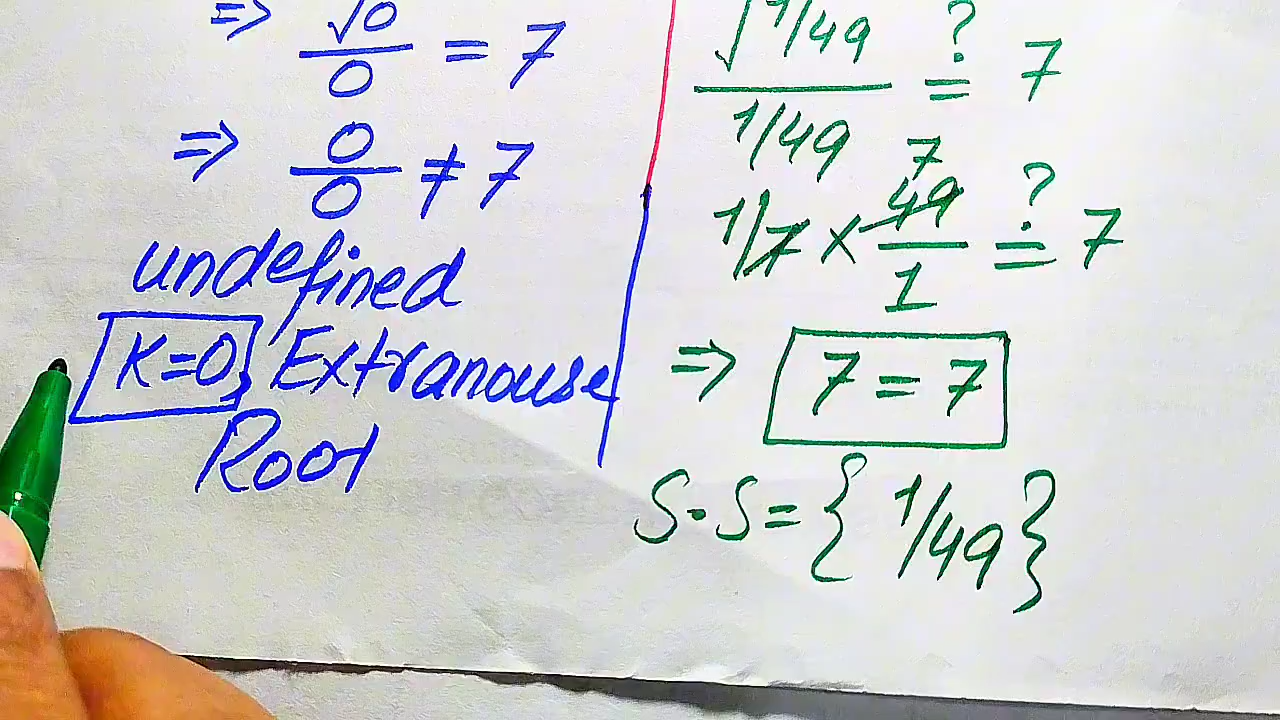 ⇒ √0/0 = 7
⇒ 0/0 ≠ 7
undefined
K=0, Extranouse
Root
√1/49 / 1/49 ≟ 7
1/7 × 49/1 ≟ 7
7
⇒ 7 = 7
S.S = { 1/49 }